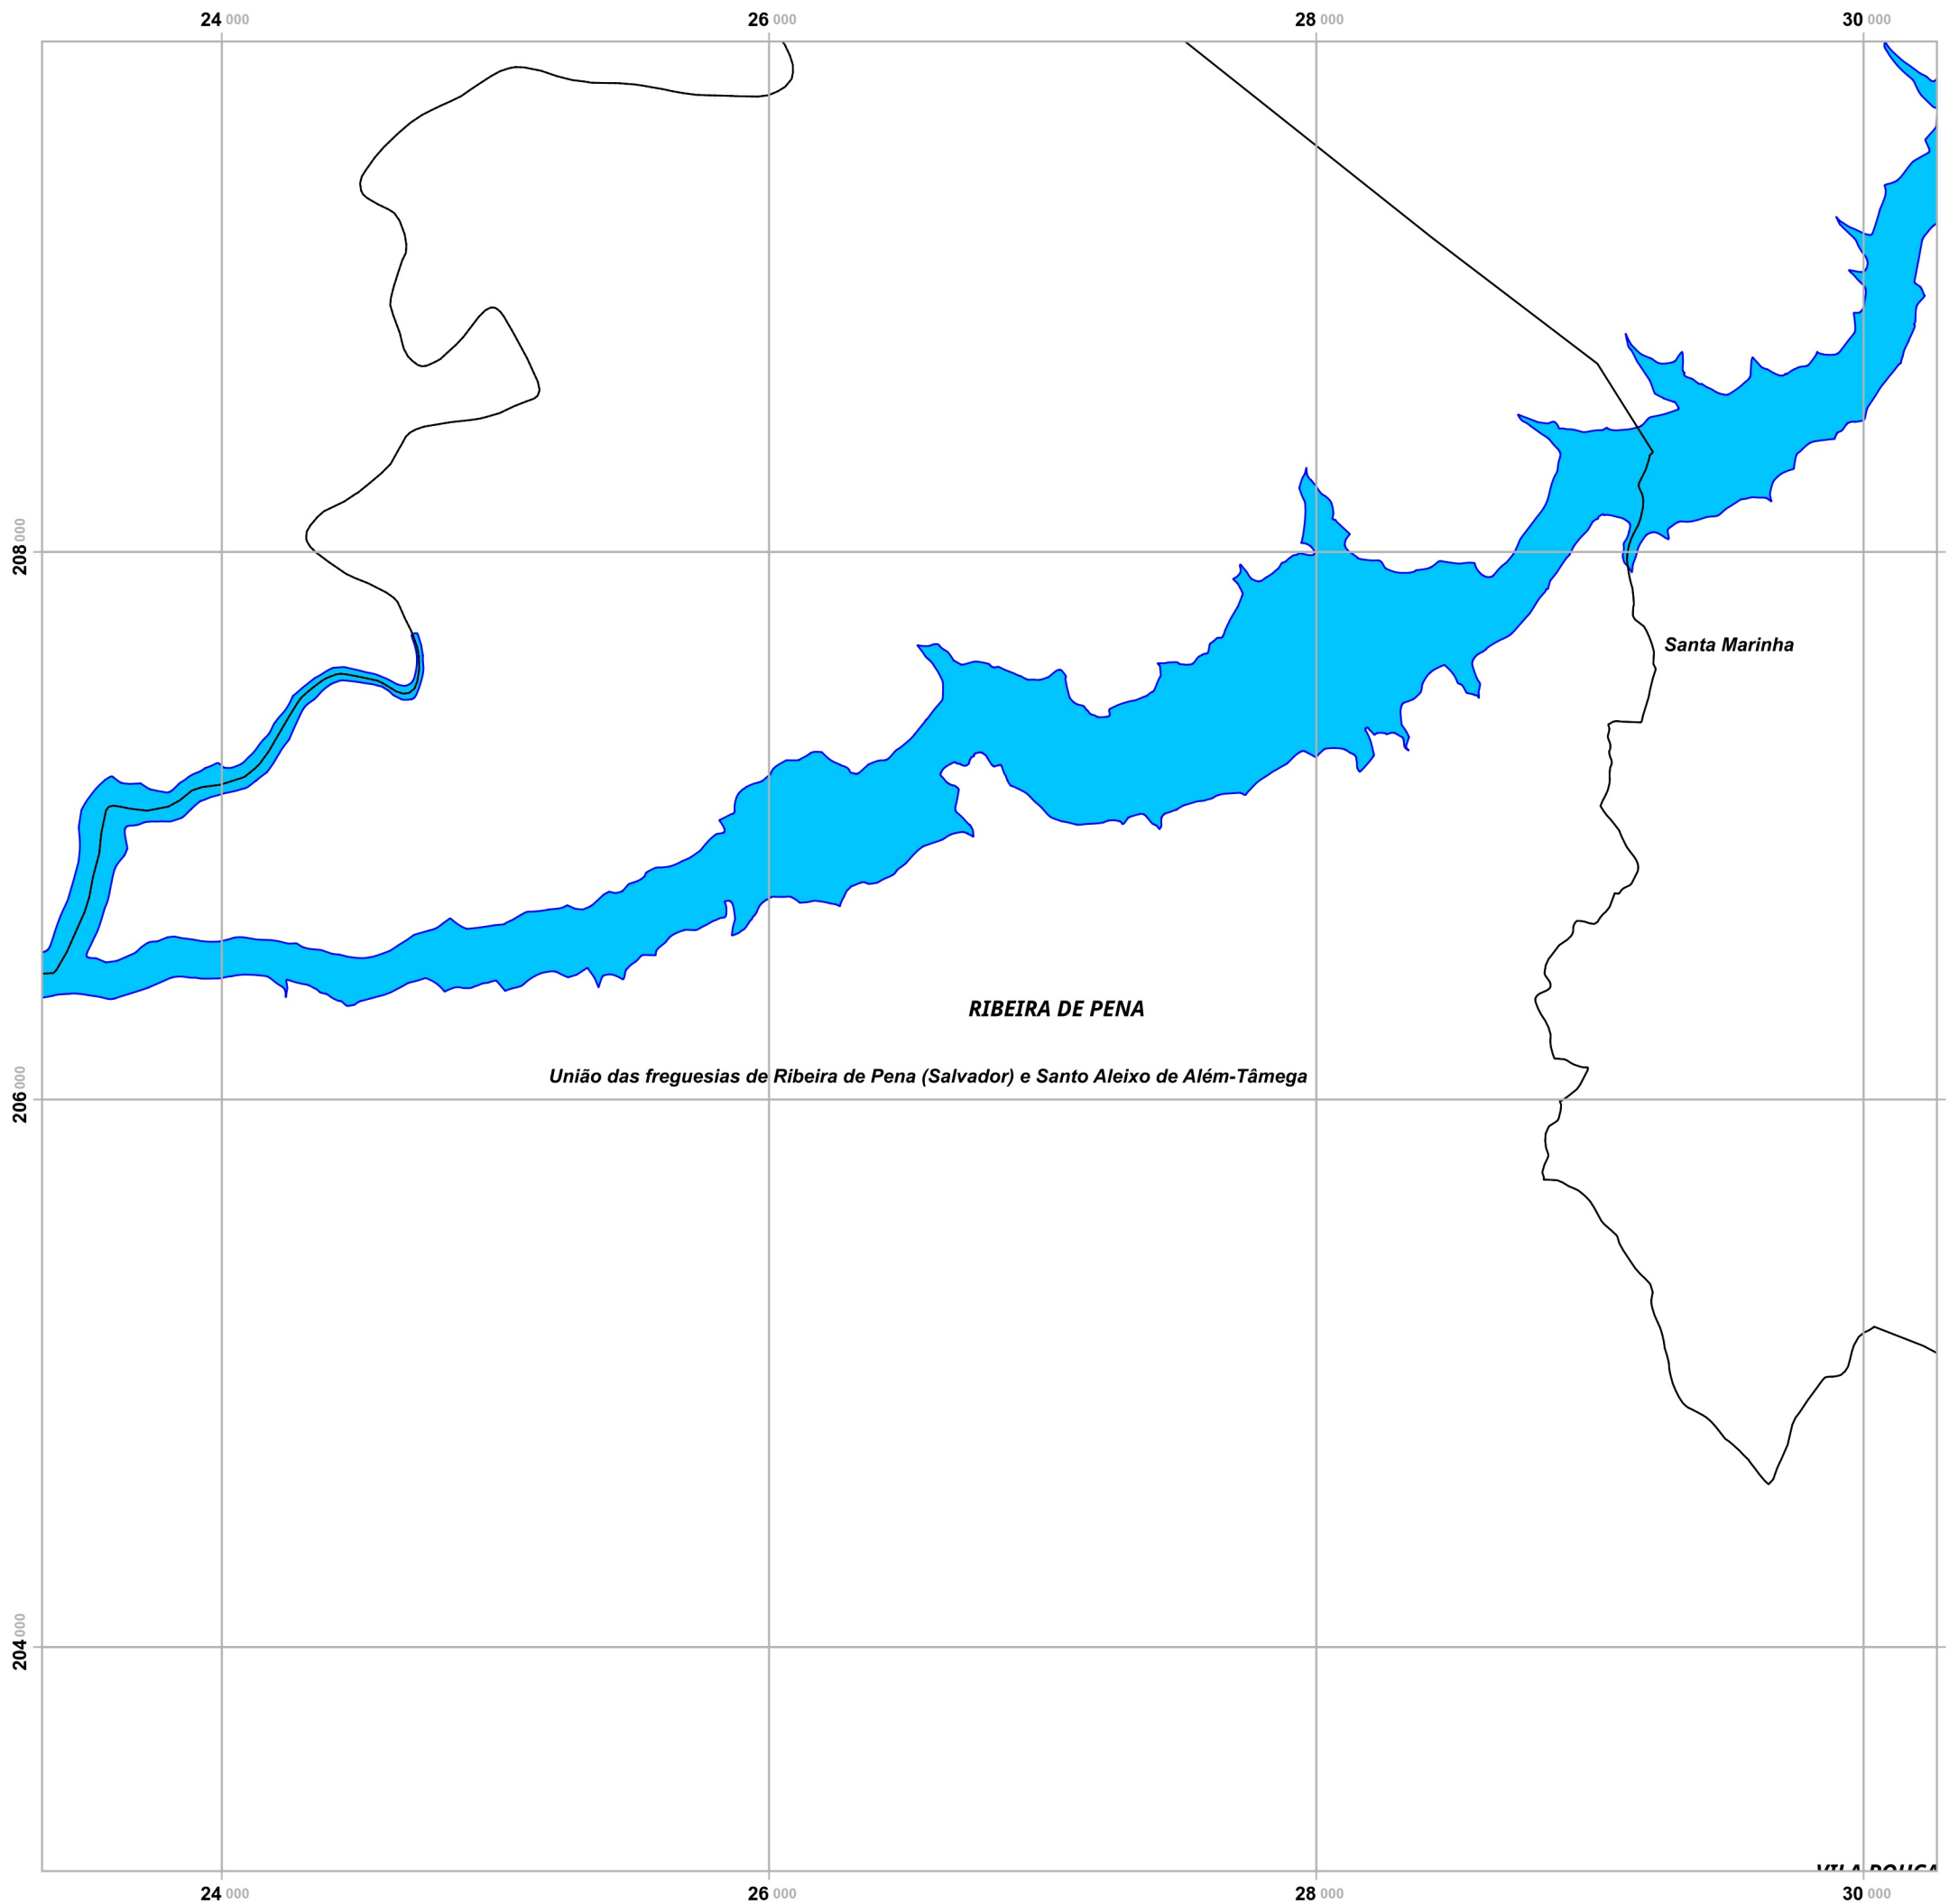 24 000 26 000 28 000 30 000
208 000
Santa Marinha
RIBEIRA DE PENA
União das freguesias de Ribeira de Pena (Salvador) e Santo Aleixo de Além-Tâmega
206 000
204 000
VILA POUCA
24 000 26 000 28 000 30 000